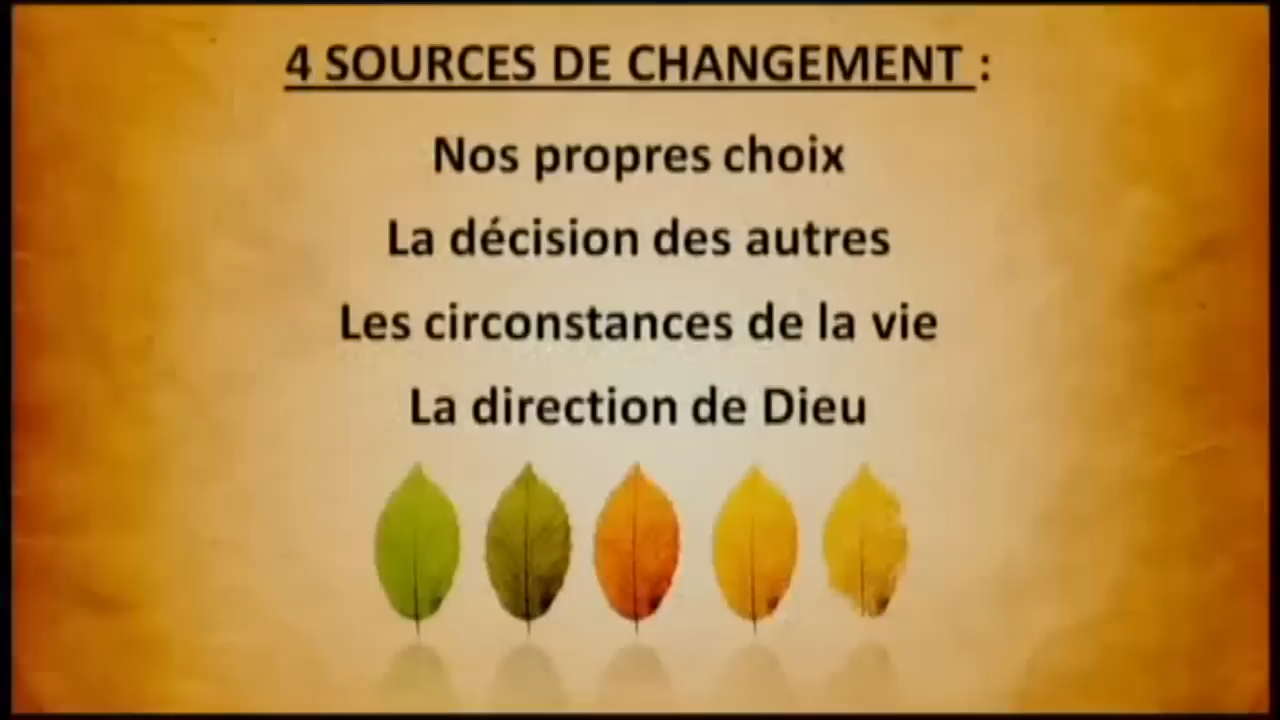 4 SOURCES DE CHANGEMENT :
Nos propres choix
La décision des autres
Les circonstances de la vie
La direction de Dieu